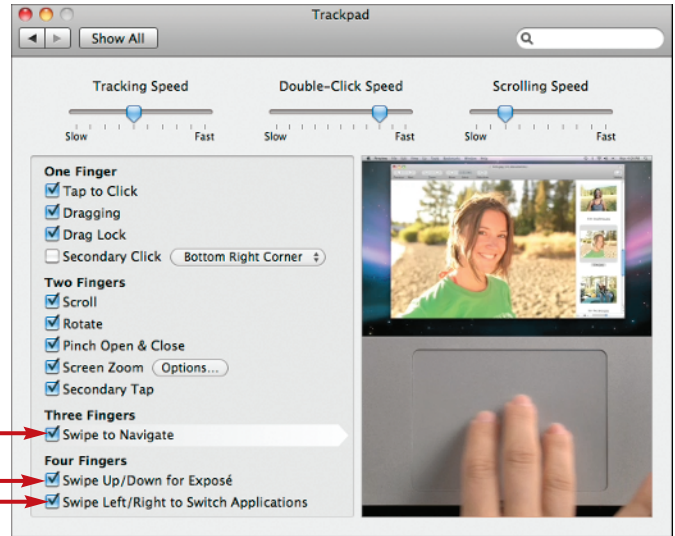 Trackpad
Show All
Tracking Speed
Double-Click Speed
Scrolling Speed
Slow
Fast
Slow
Fast
Slow
Fast
One Finger
Tap to Click
Dragging
Drag Lock
Secondary Click
Bottom Right Corner
Two Fingers
Scroll
Rotate
Pinch Open & Close
Screen Zoom
Options...
Secondary Tap
Three Fingers
Swipe to Navigate
Four Fingers
Swipe Up/Down for Exposé
Swipe Left/Right to Switch Applications